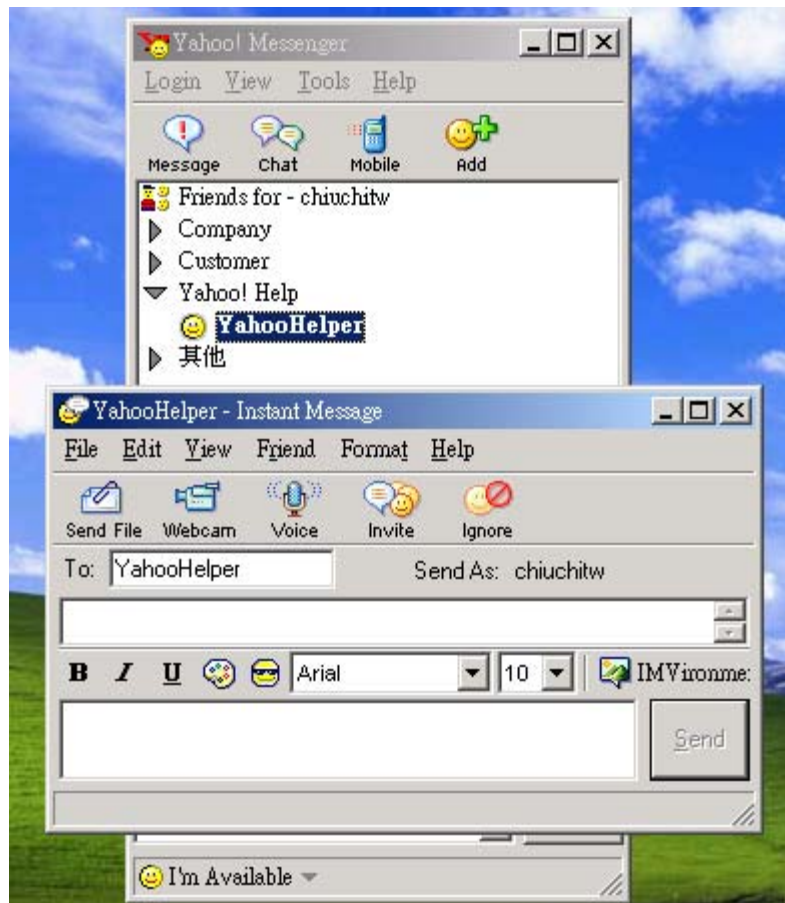 Yahoo! Messenger
Login View Tools Help
Message Chat Mobile Add
Friends for - chiuchitw
Company
Customer
Yahoo! Help
YahooHelper
其他
YahooHelper - Instant Message
File Edit View Friend Format Help
Send File Webcam Voice Invite Ignore
To: YahooHelper Send As: chiuchitw
B I U Arial 10 IMVironme:
Send
I'm Available